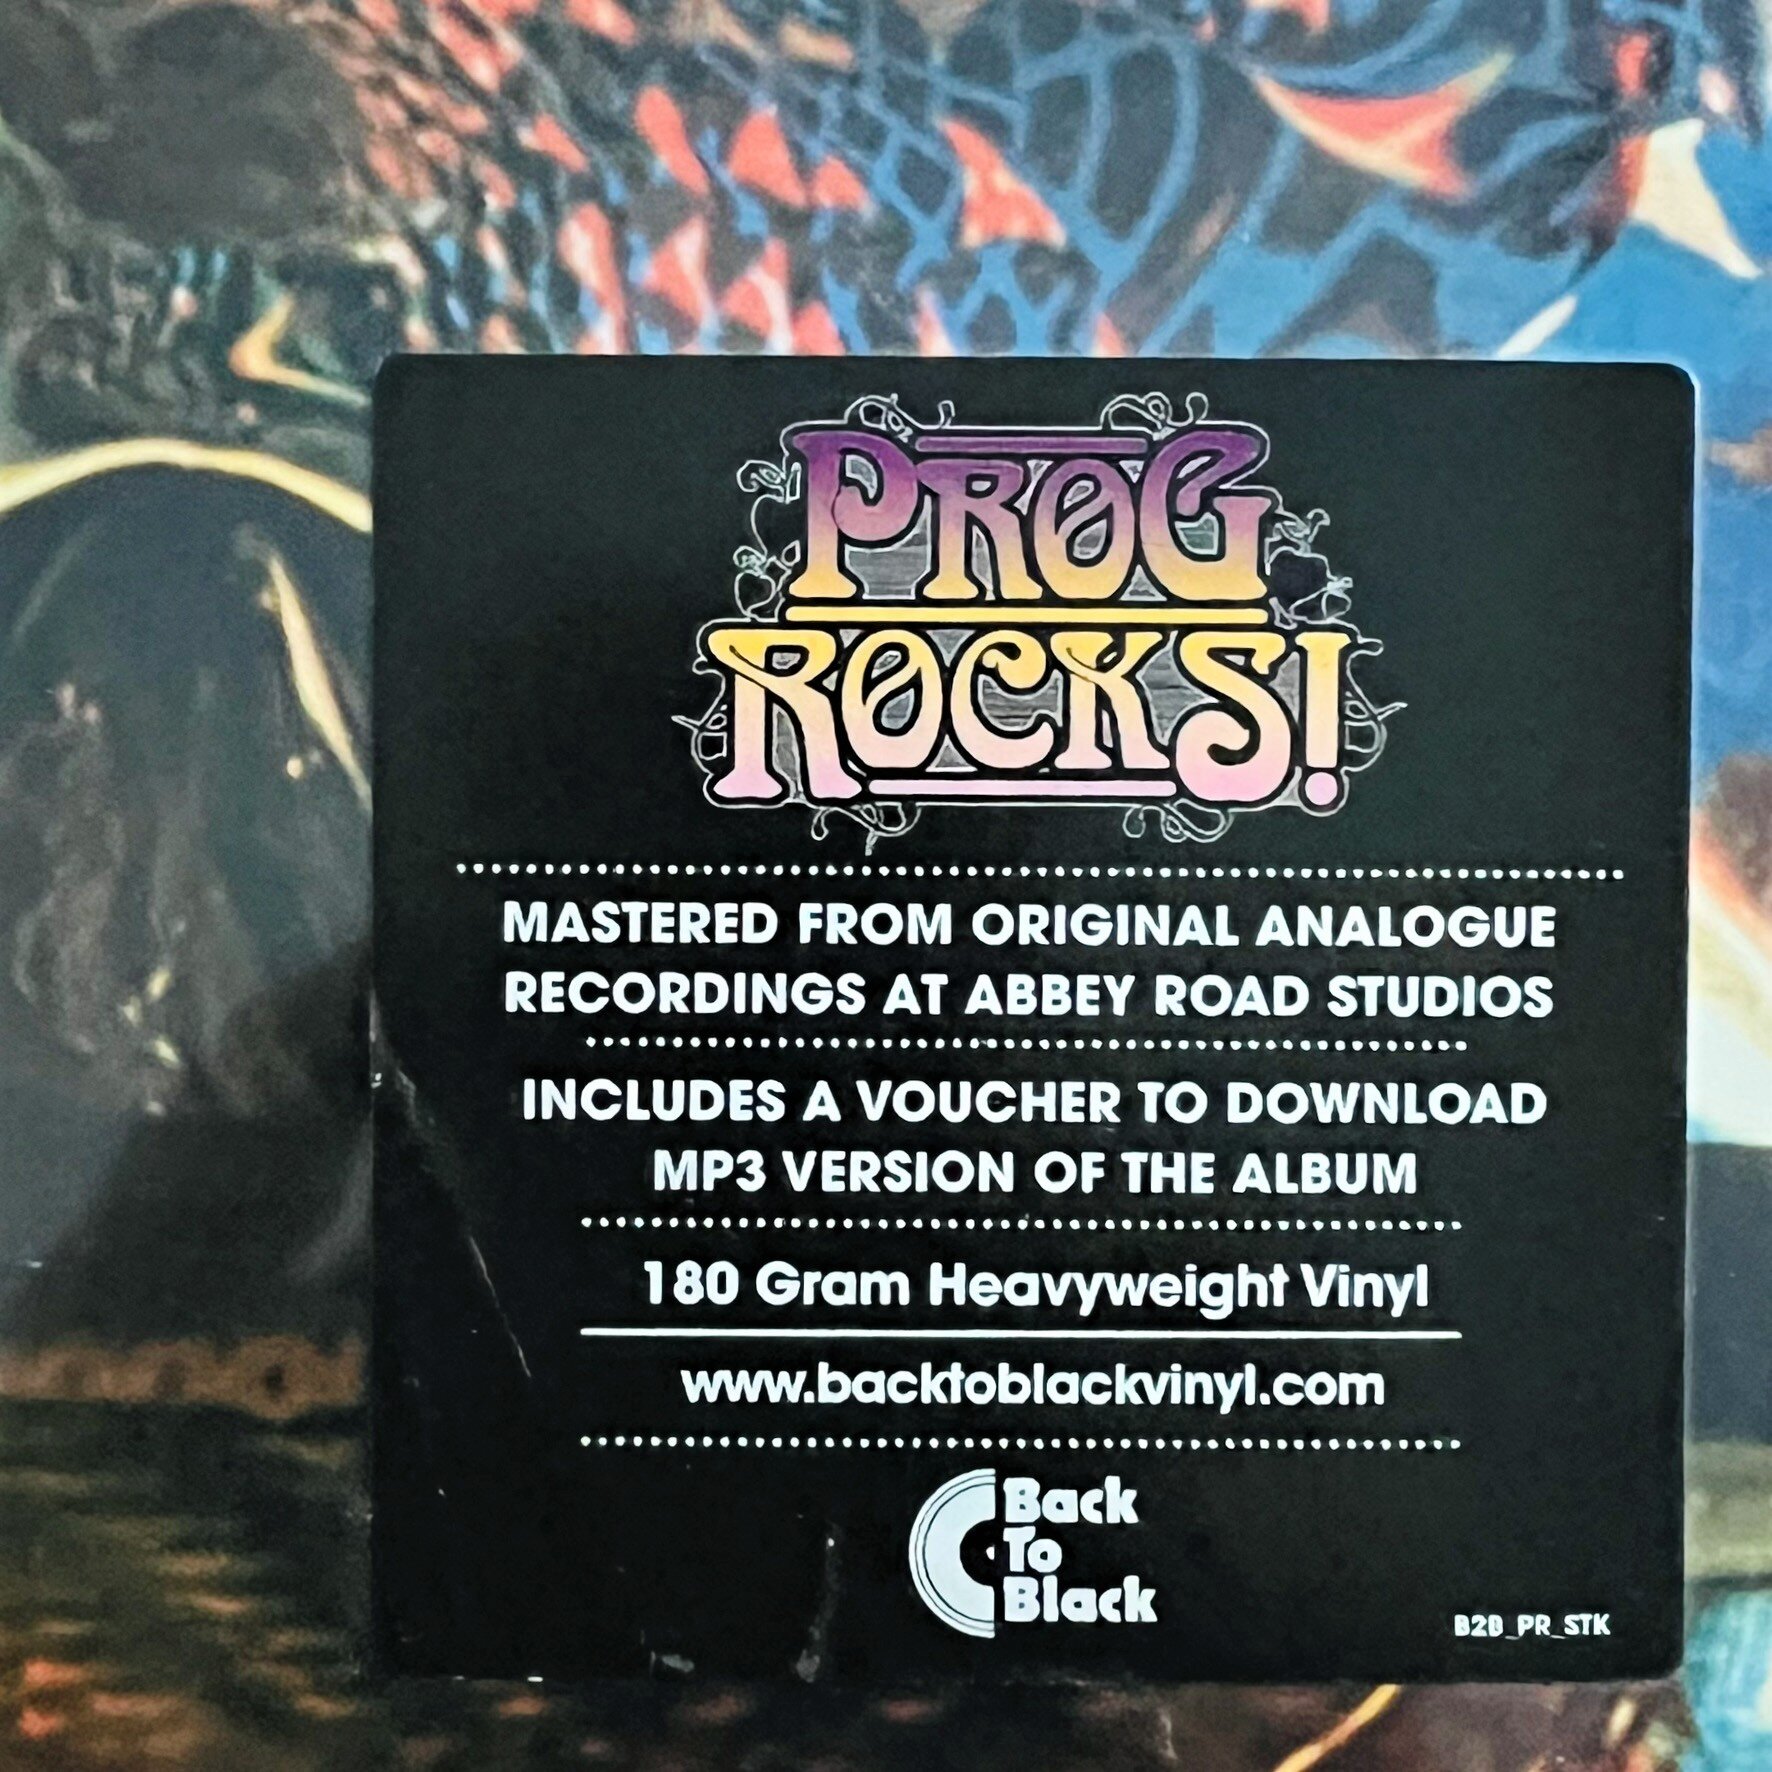 PROG
ROCKS!
MASTERED FROM ORIGINAL ANALOGUE
RECORDINGS AT ABBEY ROAD STUDIOS
INCLUDES A VOUCHER TO DOWNLOAD
MP3 VERSION OF THE ALBUM
180 Gram Heavyweight Vinyl
www.backtoblackvinyl.com
Back
To
Black
B2B_PR_STK